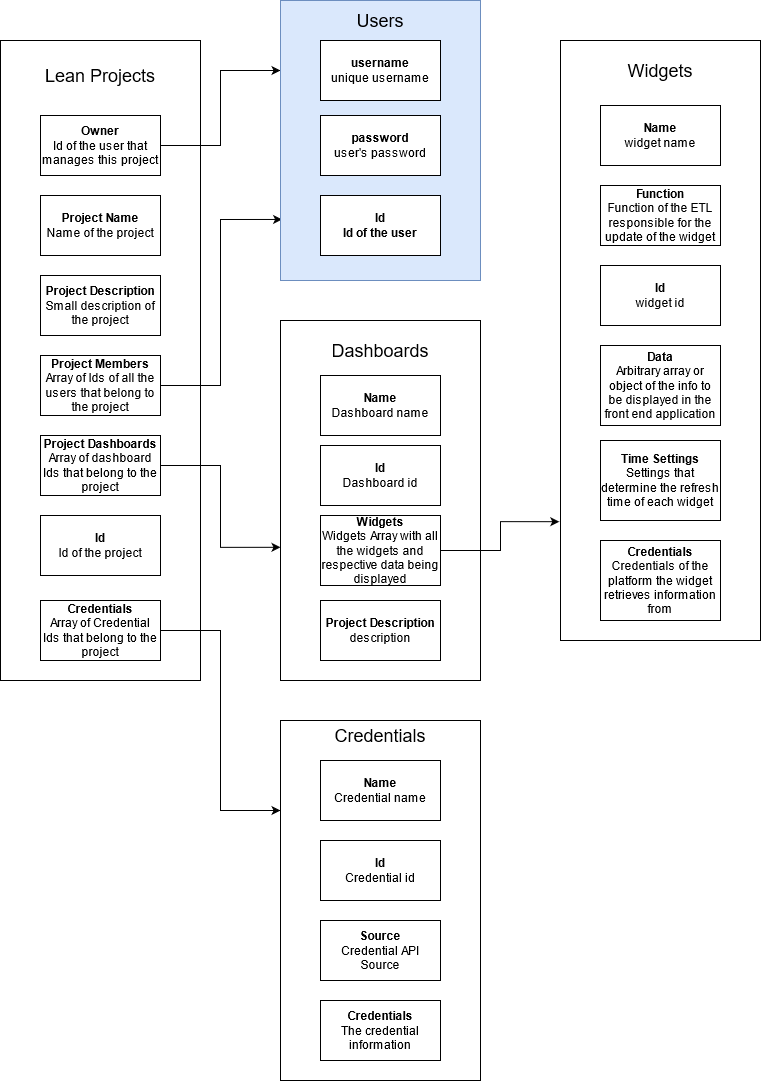 Lean Projects
Owner
Id of the user that
manages this project
Project Name
Name of the project
Project Description
Small description of
the project
Project Members
Array of Ids of all the
users that belong to
the project
Project Dashboards
Array of dashboard
Ids that belong to the
project
Id
Id of the project
Credentials
Array of Credential
Ids that belong to the
project
Users
username
unique username
password
user's password
Id
Id of the user
Dashboards
Name
Dashboard name
Id
Dashboard id
Widgets
Widgets Array with all
the widgets and
respective data being
displayed
Project Description
description
Credentials
Name
Credential name
Id
Credential id
Source
Credential API
Source
Credentials
The credential
information
Widgets
Name
widget name
Function
Function of the ETL
responsible for the
update of the widget
Id
widget id
Data
Arbitrary array or
object of the info to
be displayed in the
front end application
Time Settings
Settings that
determine the refresh
time of each widget
Credentials
Credentials of the
platform the widget
retrieves information
from